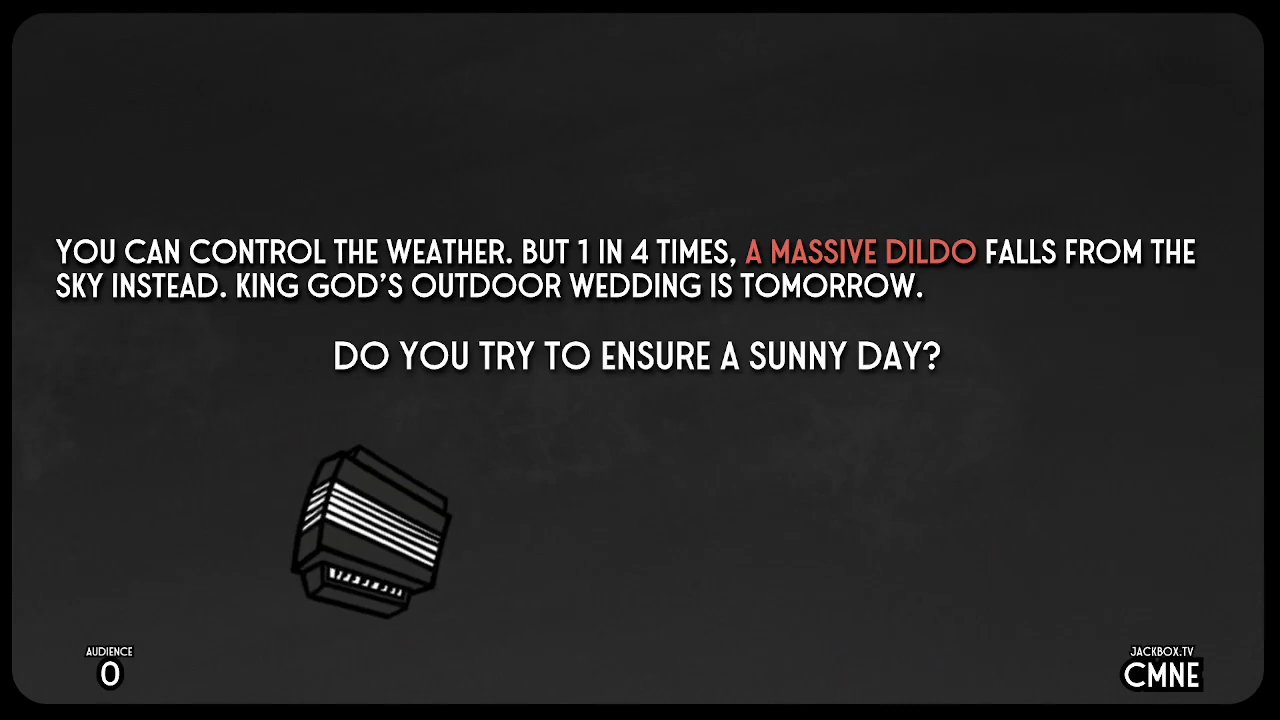 YOU CAN CONTROL THE WEATHER. BUT 1 IN 4 TIMES, A MASSIVE DILDO FALLS FROM THE
SKY INSTEAD. KING GOD'S OUTDOOR WEDDING IS TOMORROW.
DO YOU TRY TO ENSURE A SUNNY DAY?
AUDIENCE
0
JACKBOX.TV
CMNE